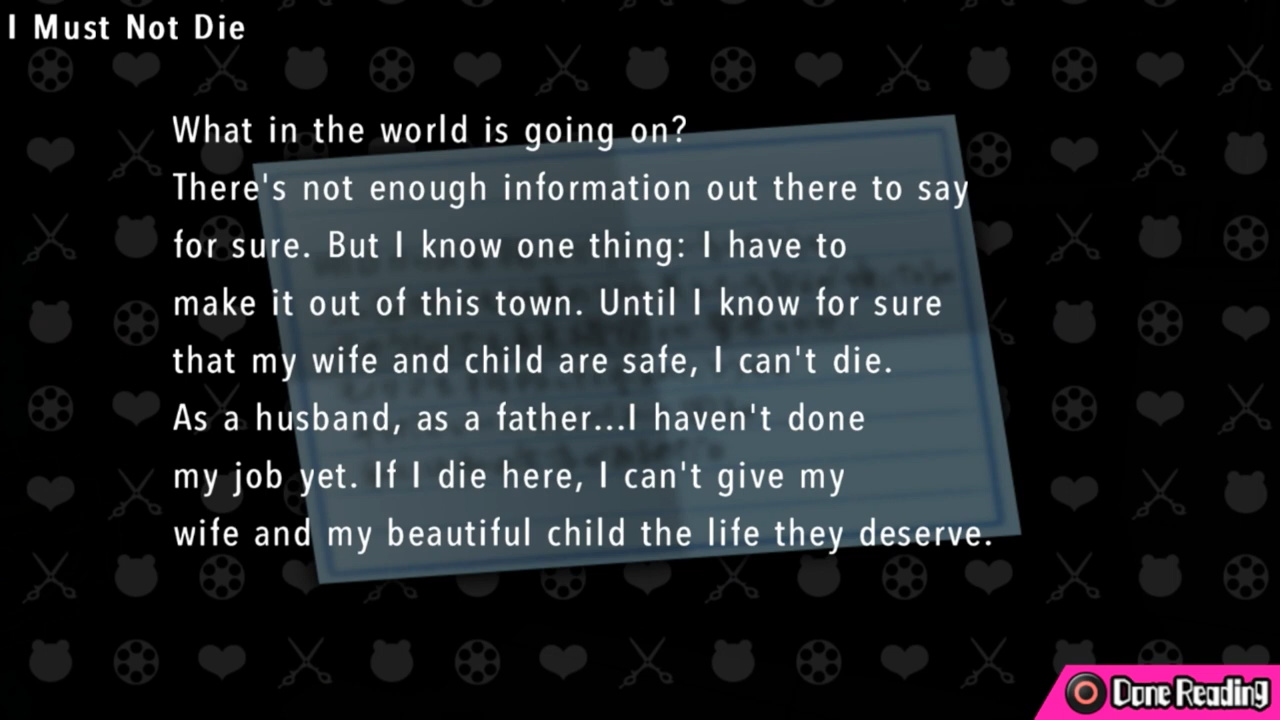 I Must Not Die
What in the world is going on?
There's not enough information out there to say
for sure. But I know one thing: I have to
make it out of this town. Until I know for sure
that my wife and child are safe, I can't die.
As a husband, as a father...I haven't done
my job yet. If I die here, I can't give my
wife and my beautiful child the life they deserve.
Done Reading